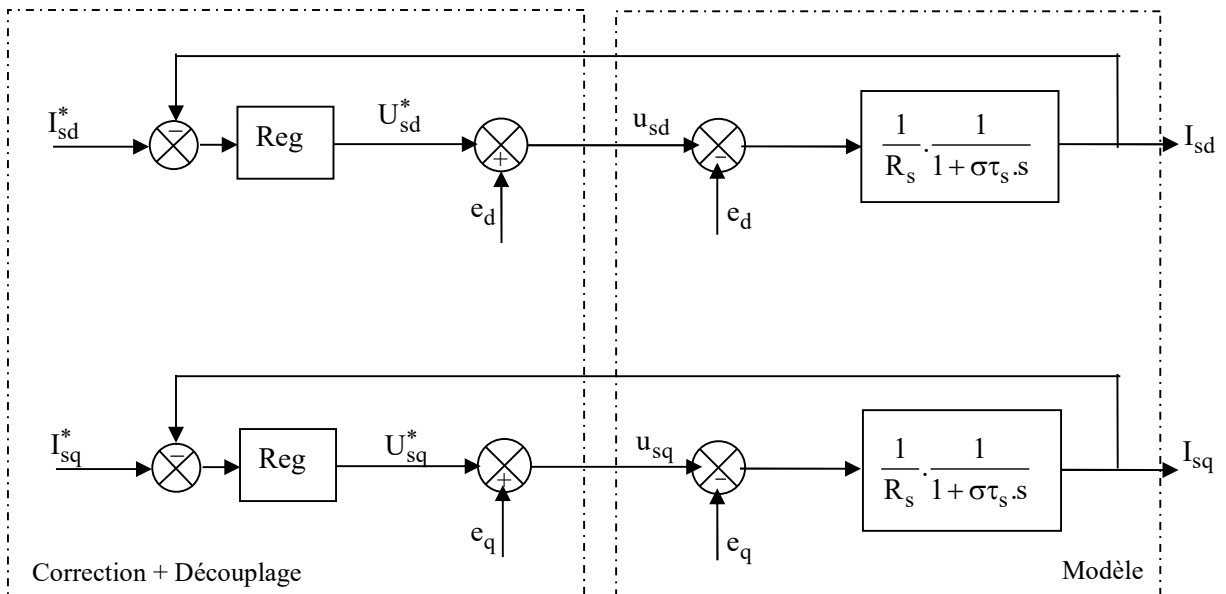 I*sd
−
Reg
U*sd
+
ed
usd
-
ed
1/Rs · 1/(1 + στs.s)
Isd
I*sq
−
Reg
U*sq
+
eq
usq
-
eq
1/Rs · 1/(1 + στs.s)
Isq
Correction + Découplage
Modèle